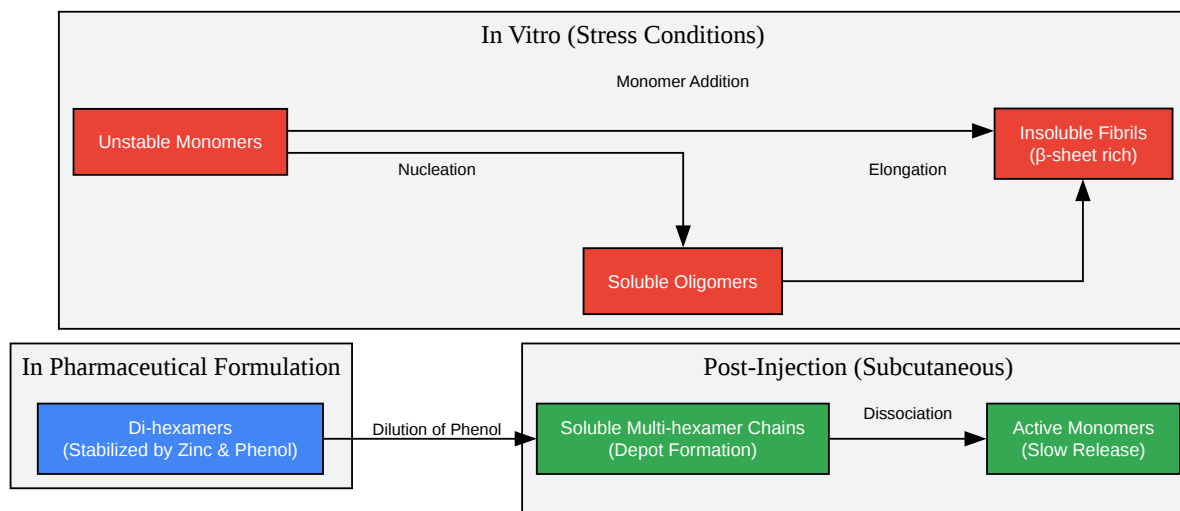 In Vitro (Stress Conditions)
Monomer Addition
Unstable Monomers
Insoluble Fibrils
(β-sheet rich)
Nucleation
Elongation
Soluble Oligomers
In Pharmaceutical Formulation
Di-hexamers
(Stabilized by Zinc & Phenol)
Dilution of Phenol
Post-Injection (Subcutaneous)
Soluble Multi-hexamer Chains
(Depot Formation)
Dissociation
Active Monomers
(Slow Release)